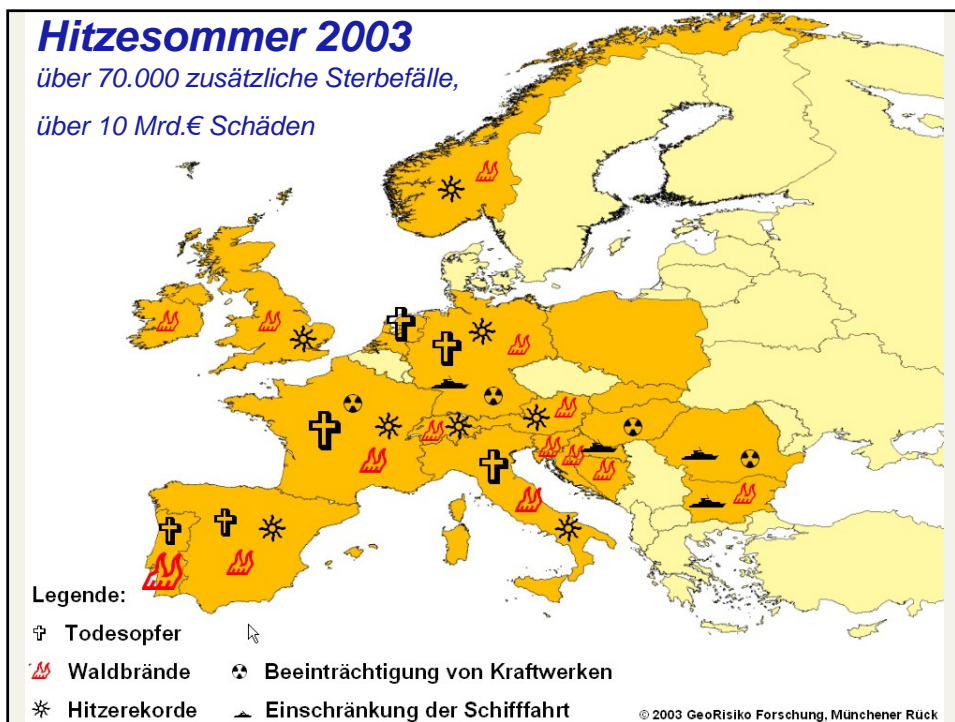 Hitzesommer 2003
über 70.000 zusätzliche Sterbefälle,
über 10 Mrd.€ Schäden
Legende:
Todesopfer
Waldbrände
Beeinträchtigung von Kraftwerken
Hitzerekorde
Einschränkung der Schifffahrt
© 2003 GeoRisiko Forschung, Münchener Rück